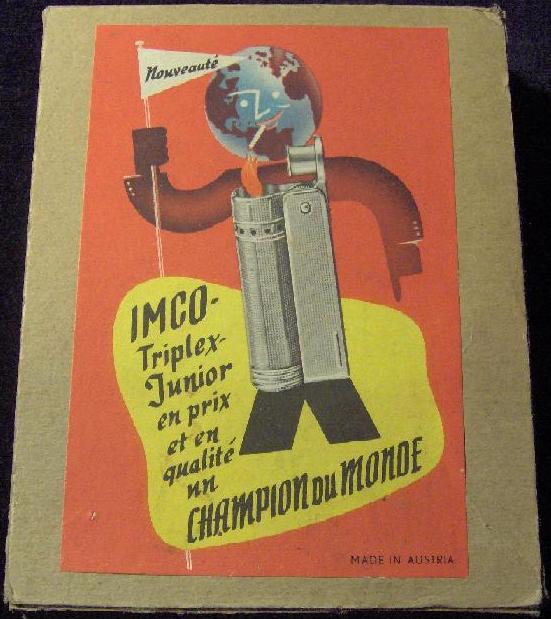 Nouveauté
IMCO-
Triplex-
Junior
en prix
et en
qualité
un
CHAMPION DU MONDE
MADE IN AUSTRIA